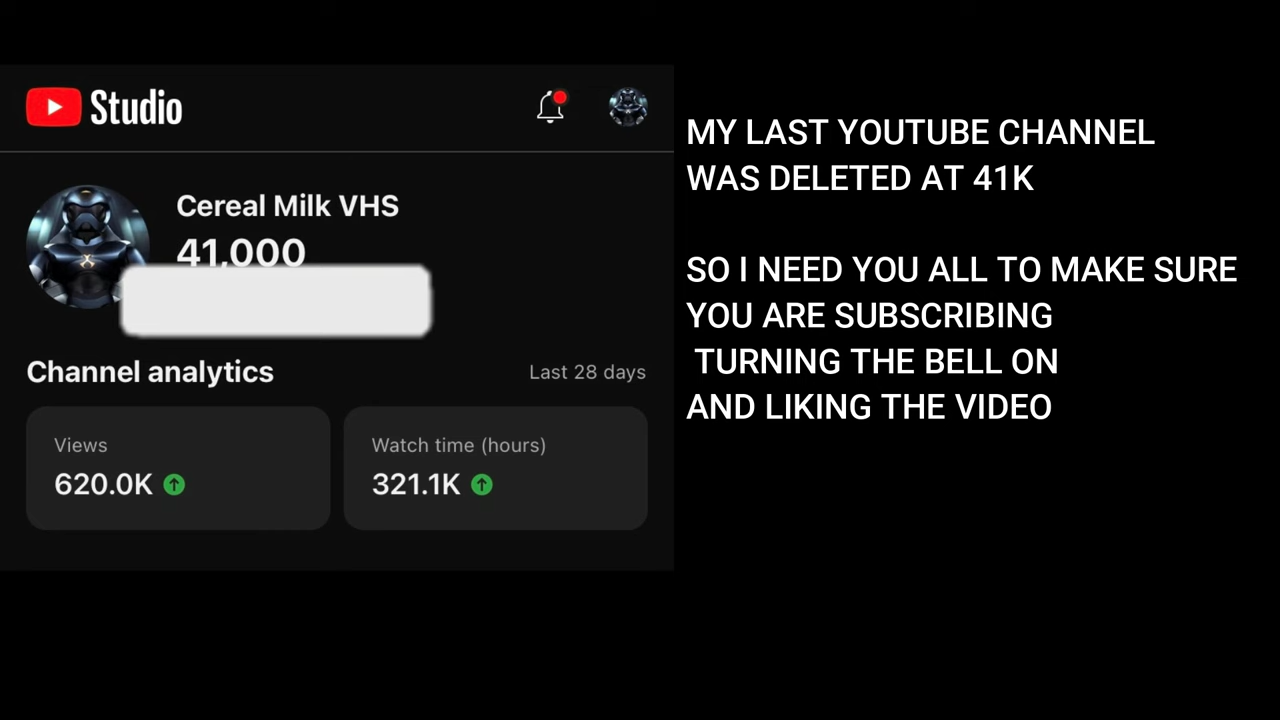 Studio
Cereal Milk VHS
41,000
Channel analytics
Last 28 days
Views
620.0K
Watch time (hours)
321.1K
MY LAST YOUTUBE CHANNEL
WAS DELETED AT 41K
SO I NEED YOU ALL TO MAKE SURE
YOU ARE SUBSCRIBING
TURNING THE BELL ON
AND LIKING THE VIDEO